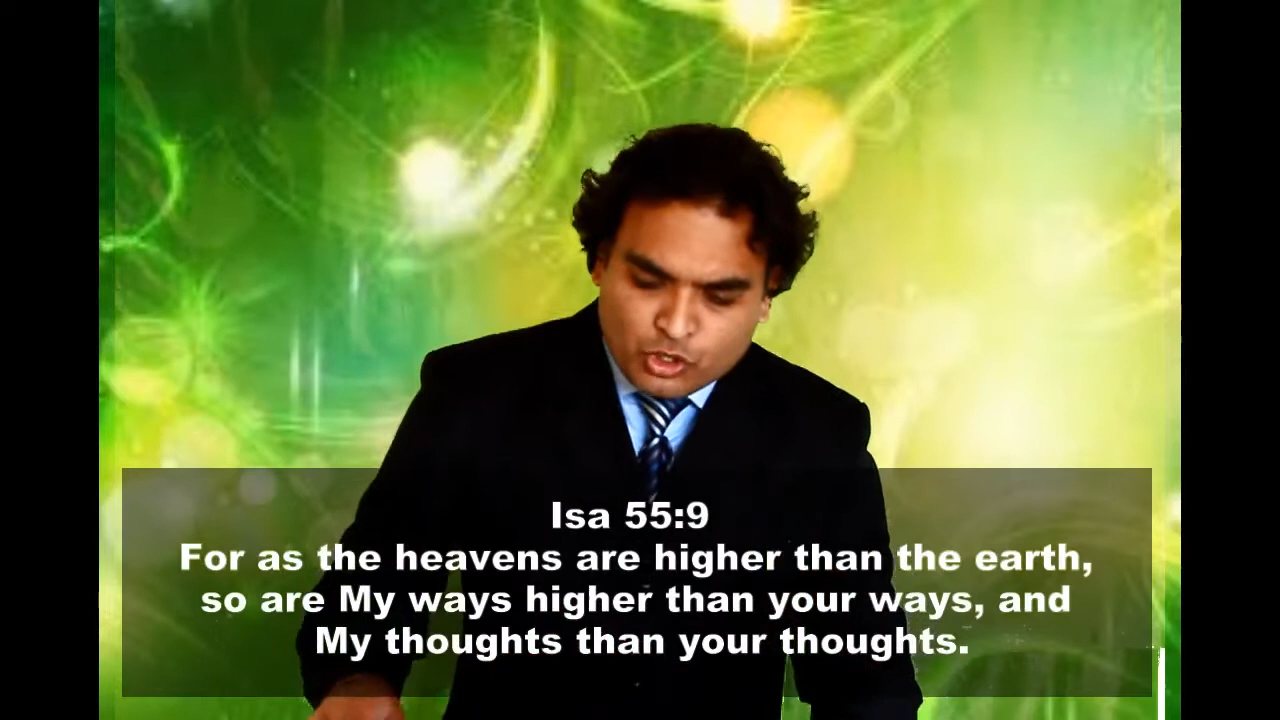 Isa 55:9
For as the heavens are higher than the earth,
so are My ways higher than your ways, and
My thoughts than your thoughts.